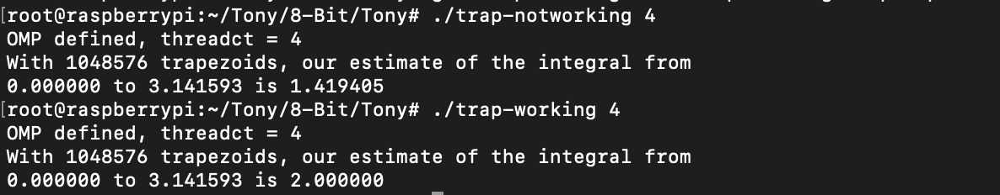 [root@raspberrypi:~/Tony/8-Bit/Tony# ./trap-notworking 4
OMP defined, threadct = 4
With 1048576 trapezoids, our estimate of the integral from
0.000000 to 3.141593 is 1.419405
[root@raspberrypi:~/Tony/8-Bit/Tony# ./trap-working 4
OMP defined, threadct = 4
With 1048576 trapezoids, our estimate of the integral from
0.000000 to 3.141593 is 2.000000